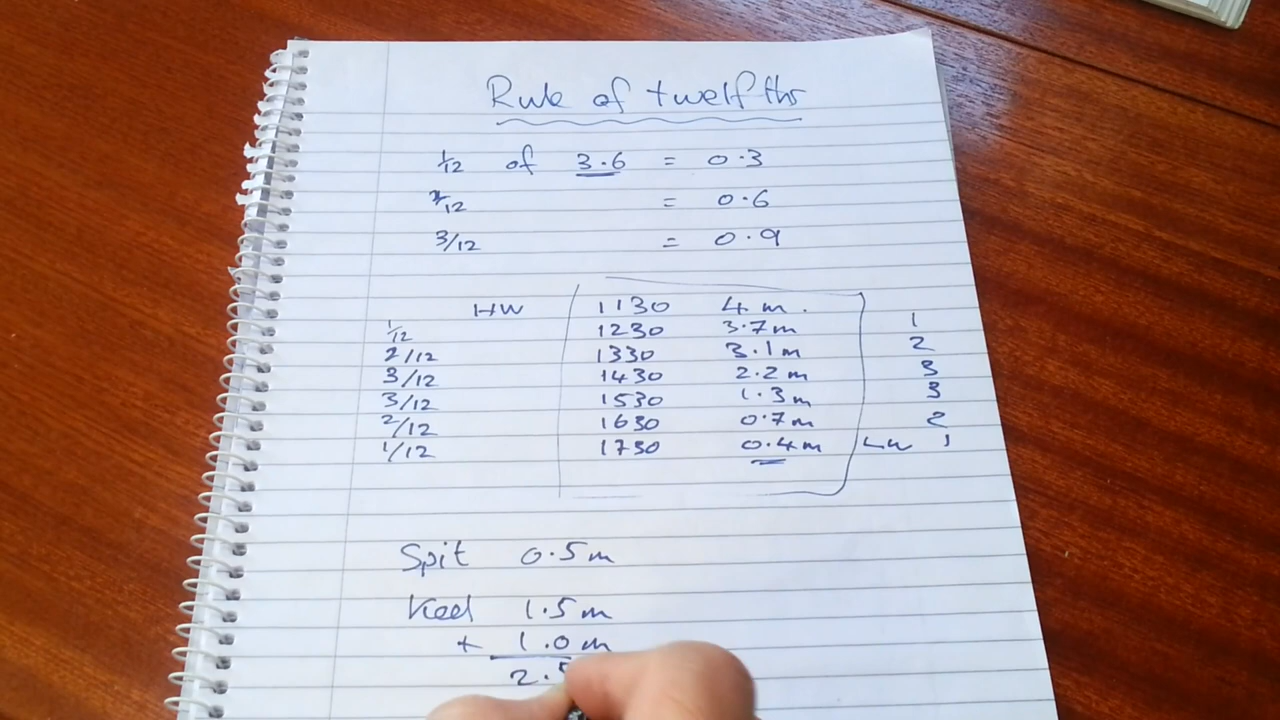 Rule of twelfths
1/12 of 3.6 = 0.3
2/12 = 0.6
3/12 = 0.9
HW 1130 4 m.
1/12 1230 3.7m 1
2/12 1330 3.1m 2
3/12 1430 2.2m 3
3/12 1530 1.3m 3
2/12 1630 0.7m 2
1/12 1730 0.4m LW 1
Spit 0.5m
Keel 1.5m
+ 1.0m
2.5